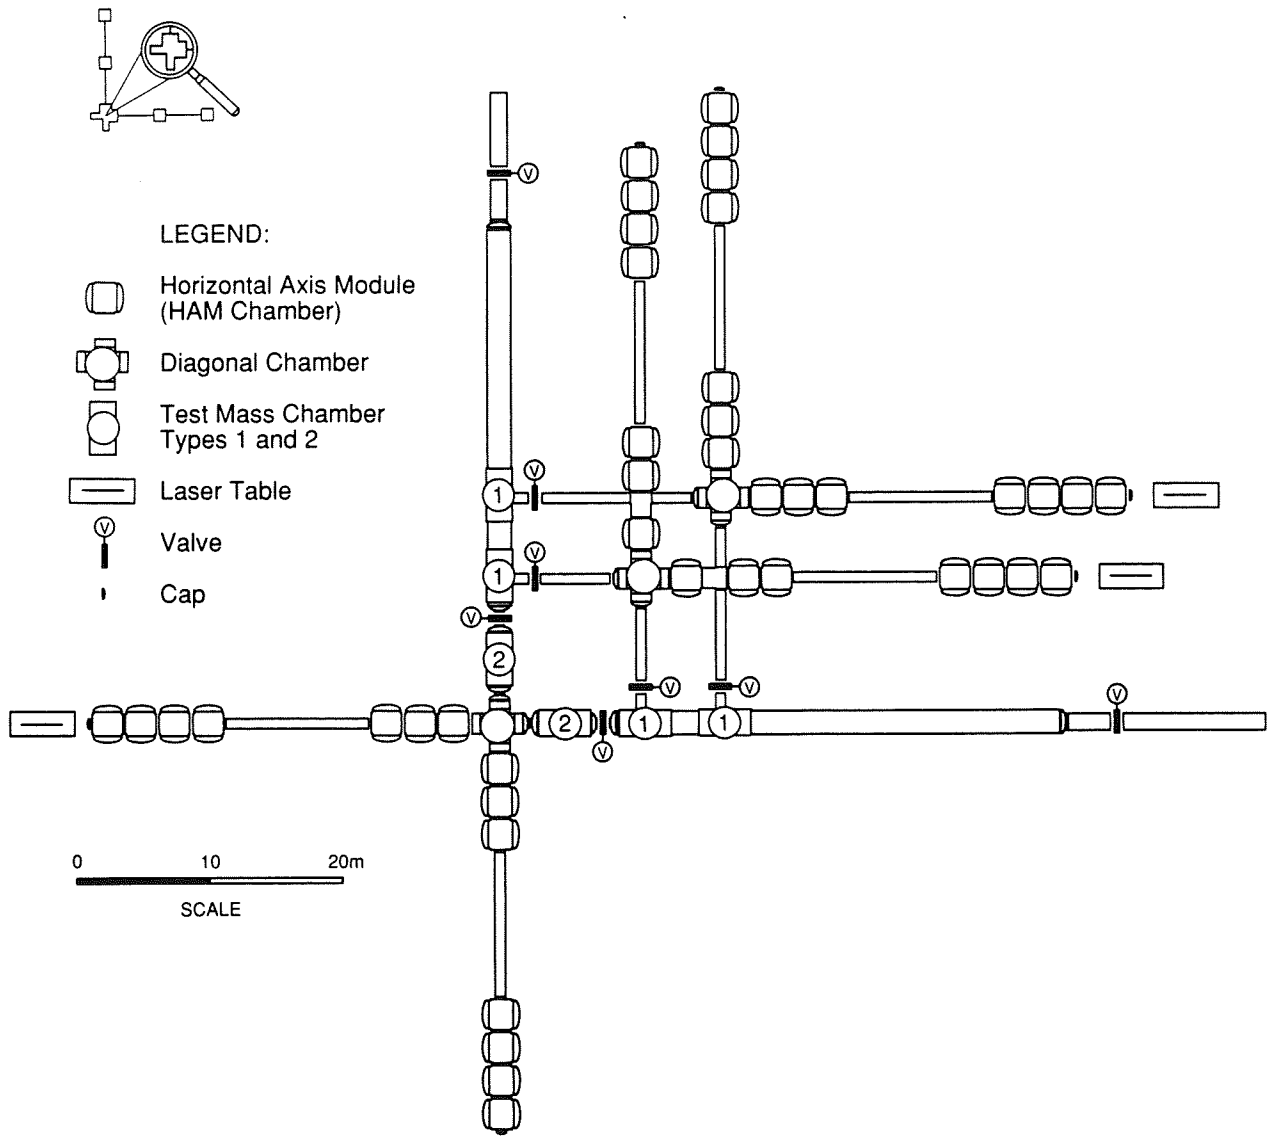 LEGEND:
Horizontal Axis Module
(HAM Chamber)
Diagonal Chamber
Test Mass Chamber
Types 1 and 2
Laser Table
V
Valve
Cap
V
V
1
V
1
V
2
V
V
2
1
1
V
V
0 10 20m
SCALE